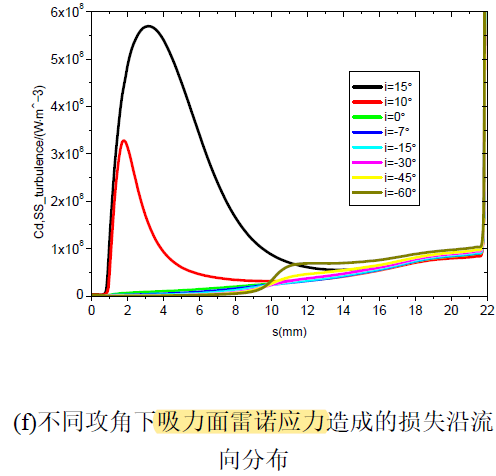 6x10⁸
5x10⁸
4x10⁸
3x10⁸
2x10⁸
1x10⁸
0
Cd,SS_turbulence/(W·m^−3)
i=15°
i=10°
i=0°
i=-7°
i=-15°
i=-30°
i=-45°
i=-60°
0 2 4 6 8 10 12 14 16 18 20 22
s(mm)
(f)不同攻角下吸力面雷诺应力造成的损失沿流
向分布